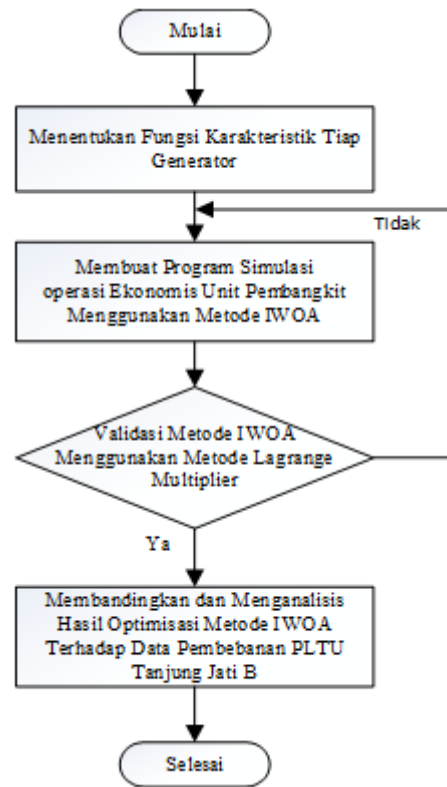 Mulai
Menentukan Fungsi Karakteristik Tiap
Generator
Tidak
Membuat Program Simulasi
operasi Ekonomis Unit Pembangkit
Menggunakan Metode IWOA
Validasi Metode IWOA
Menggunakan Metode Lagrange
Multiplier
Ya
Membandingkan dan Menganalisis
Hasil Optimisasi Metode IWOA
Terhadap Data Pembebanan PLTU
Tanjung Jati B
Selesai